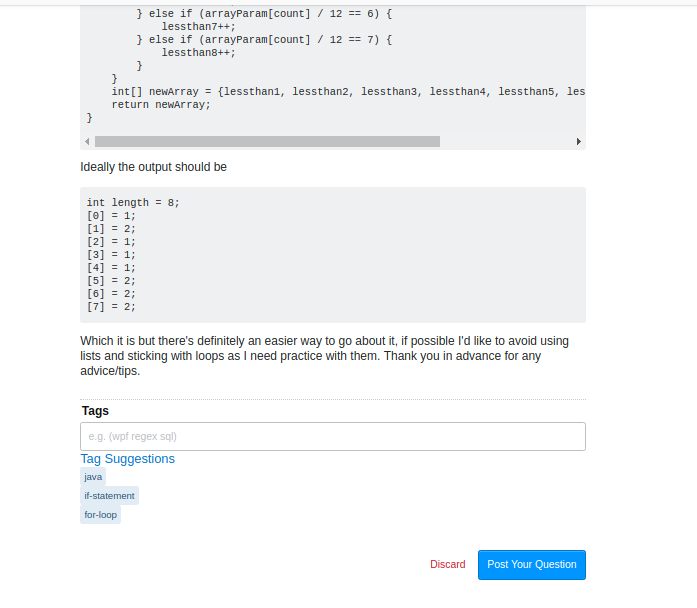 } else if (arrayParam[count] / 12 == 6) {
lessthan7++;
} else if (arrayParam[count] / 12 == 7) {
lessthan8++;
}
}
int[] newArray = {lessthan1, lessthan2, lessthan3, lessthan4, lessthan5, les
return newArray;
}
Ideally the output should be
int length = 8;
[0] = 1;
[1] = 2;
[2] = 1;
[3] = 1;
[4] = 1;
[5] = 2;
[6] = 2;
[7] = 2;
Which it is but there's definitely an easier way to go about it, if possible I'd like to avoid using
lists and sticking with loops as I need practice with them. Thank you in advance for any
advice/tips.
Tags
e.g. (wpf regex sql)
Tag Suggestions
java
if-statement
for-loop
Discard
Post Your Question